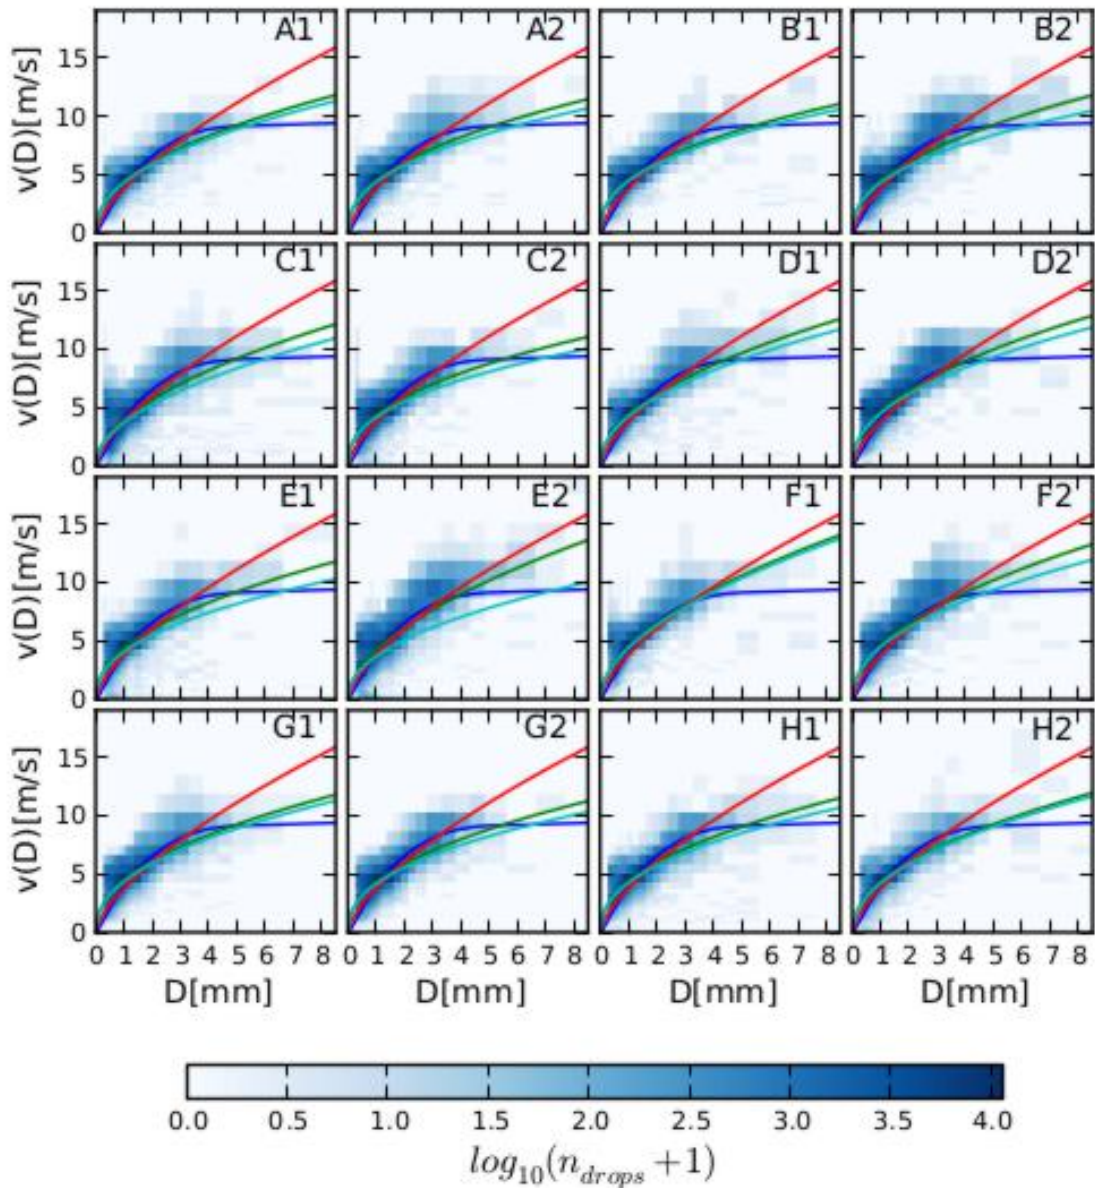 A1 A2 B1 B2
v(D)[m/s]
15
10
5
0
C1 C2 D1 D2
v(D)[m/s]
15
10
5
0
E1 E2 F1 F2
v(D)[m/s]
15
10
5
0
G1 G2 H1 H2
v(D)[m/s]
15
10
5
0
0 1 2 3 4 5 6 7 8 0 1 2 3 4 5 6 7 8 0 1 2 3 4 5 6 7 8 0 1 2 3 4 5 6 7 8
D[mm] D[mm] D[mm] D[mm]
0.0 0.5 1.0 1.5 2.0 2.5 3.0 3.5 4.0
log10(ndrops +1)